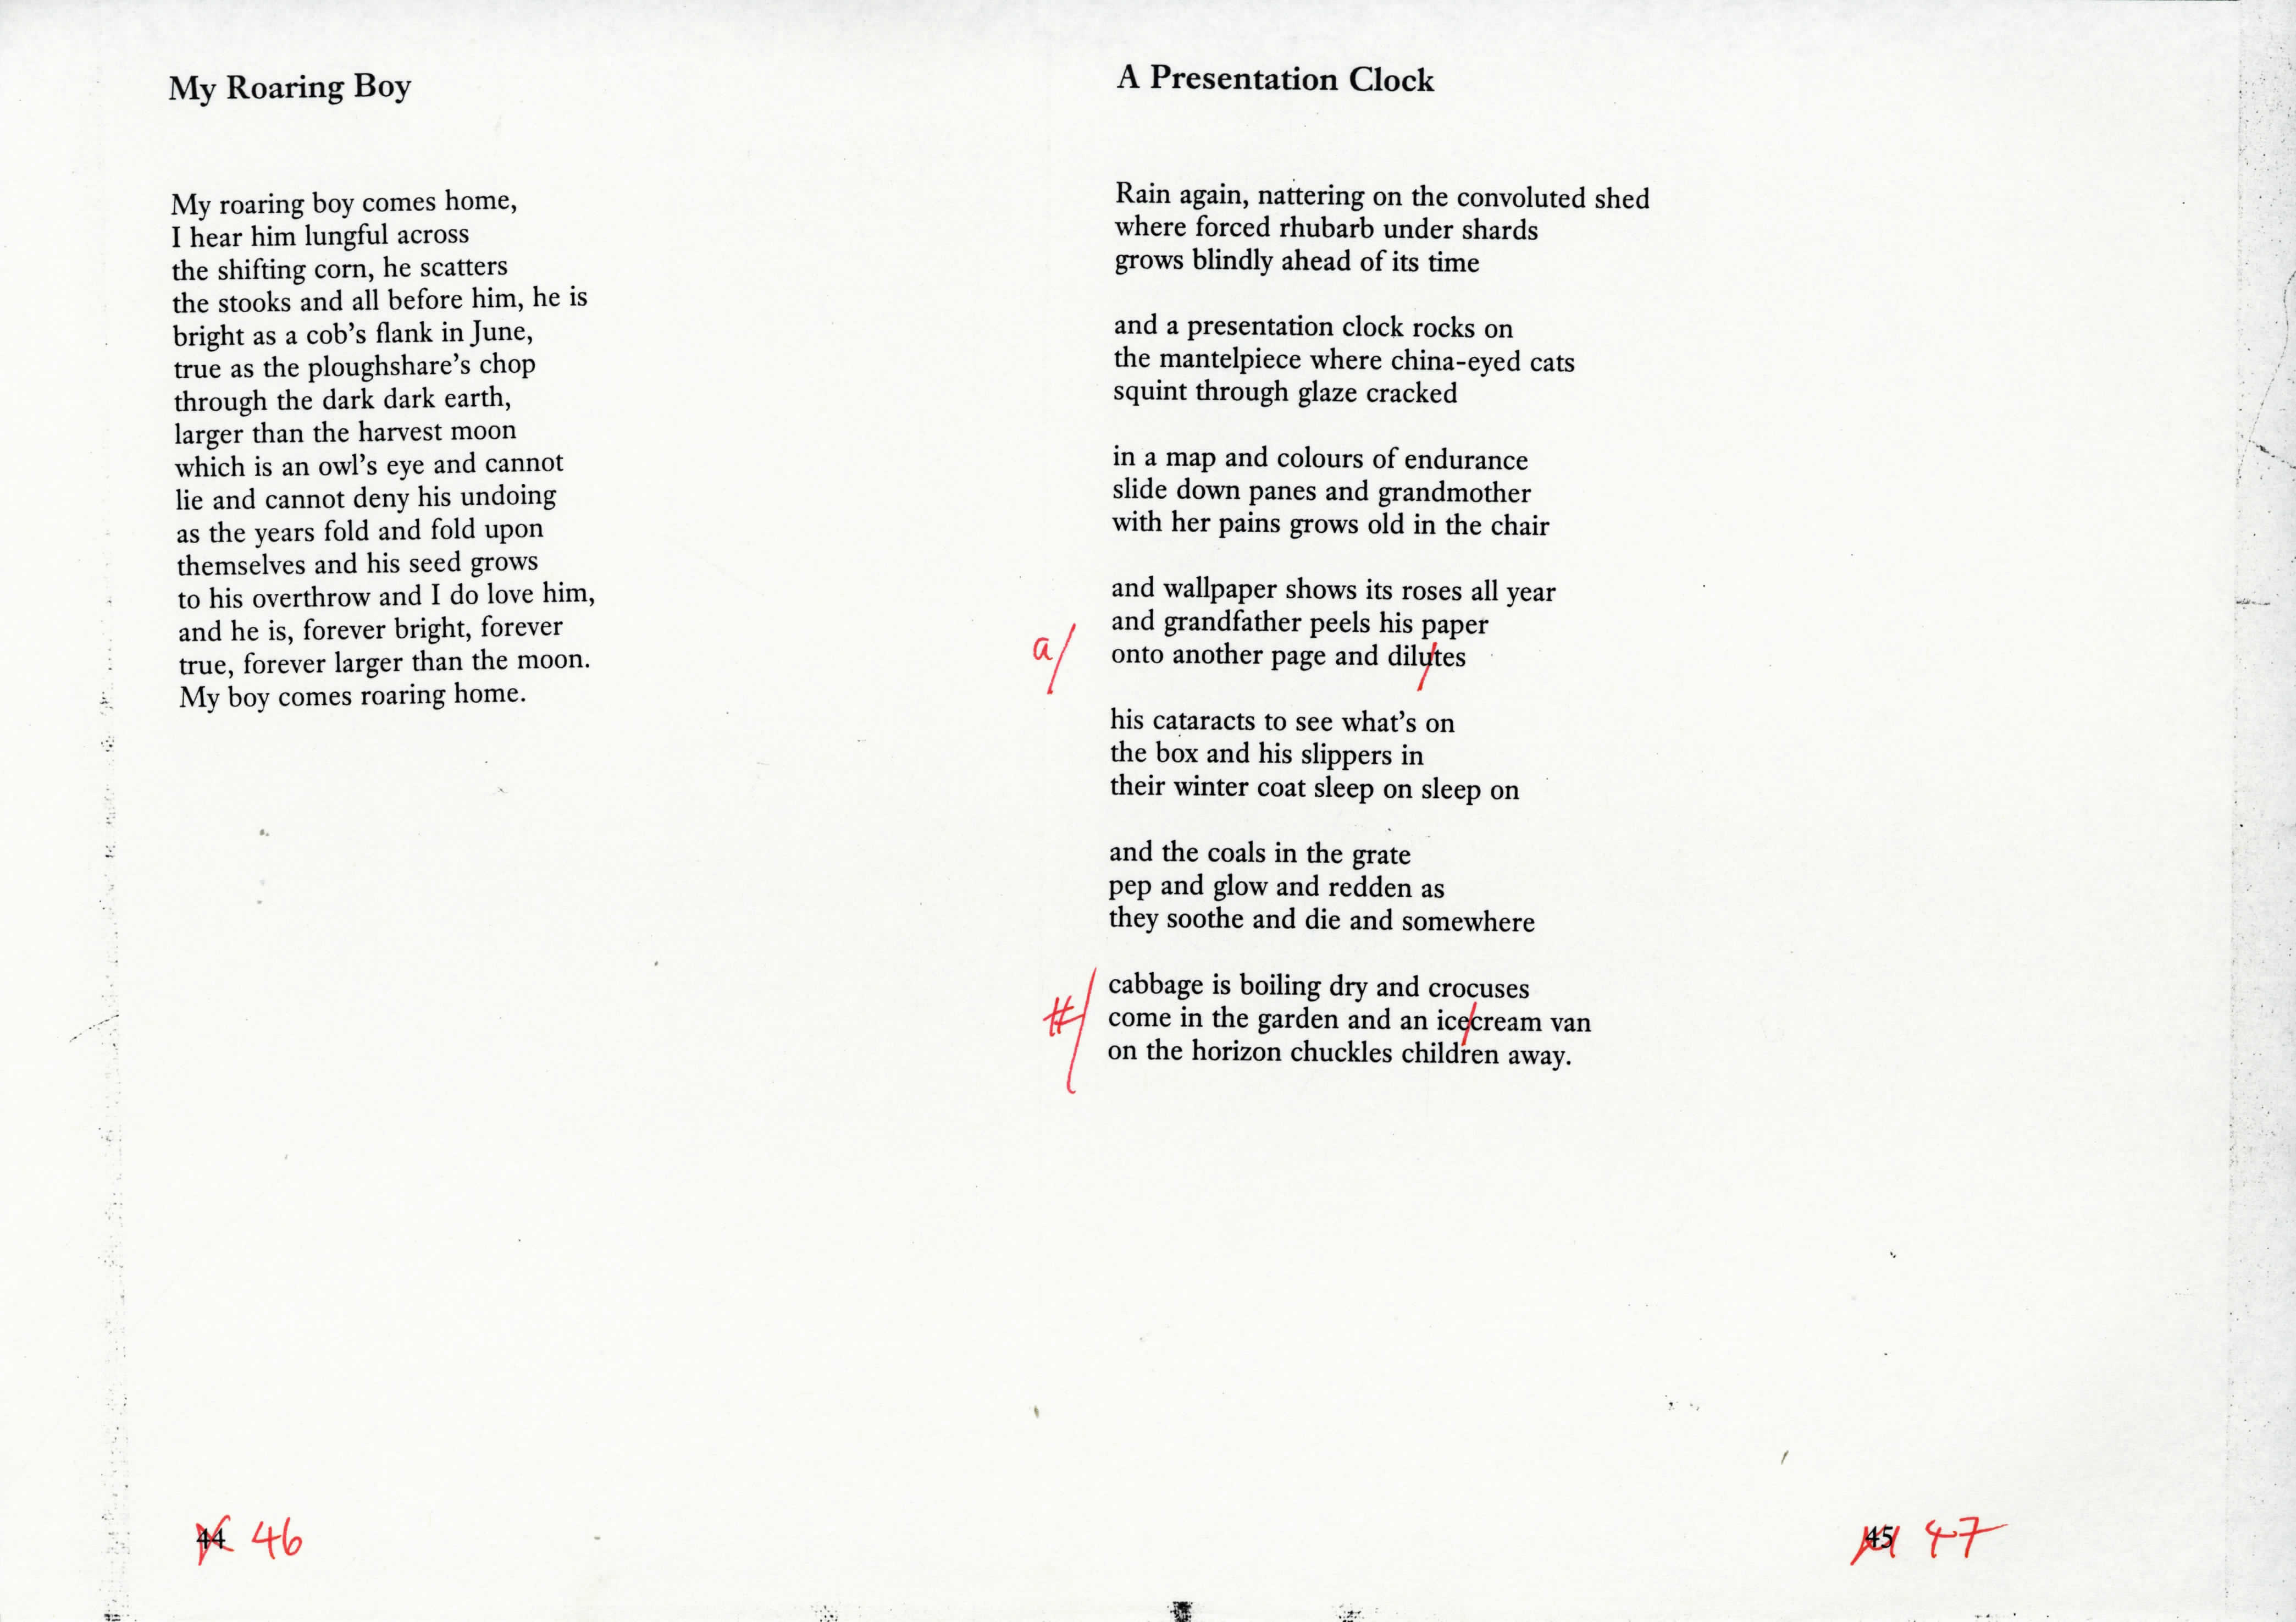 My Roaring Boy
My roaring boy comes home,
I hear him lungful across
the shifting corn, he scatters
the stooks and all before him, he is
bright as a cob's flank in June,
true as the ploughshare's chop
through the dark dark earth,
larger than the harvest moon
which is an owl's eye and cannot
lie and cannot deny his undoing
as the years fold and fold upon
themselves and his seed grows
to his overthrow and I do love him,
and he is, forever bright, forever
true, forever larger than the moon.
My boy comes roaring home.
44 46
A Presentation Clock
Rain again, nattering on the convoluted shed
where forced rhubarb under shards
grows blindly ahead of its time
and a presentation clock rocks on
the mantelpiece where china-eyed cats
squint through glaze cracked
in a map and colours of endurance
slide down panes and grandmother
with her pains grows old in the chair
and wallpaper shows its roses all year
and grandfather peels his paper
a/ onto another page and dilutes
his cataracts to see what's on
the box and his slippers in
their winter coat sleep on sleep on
and the coals in the grate
pep and glow and redden as
they soothe and die and somewhere
cabbage is boiling dry and crocuses
#/ come in the garden and an icecream van
on the horizon chuckles children away.
45 47